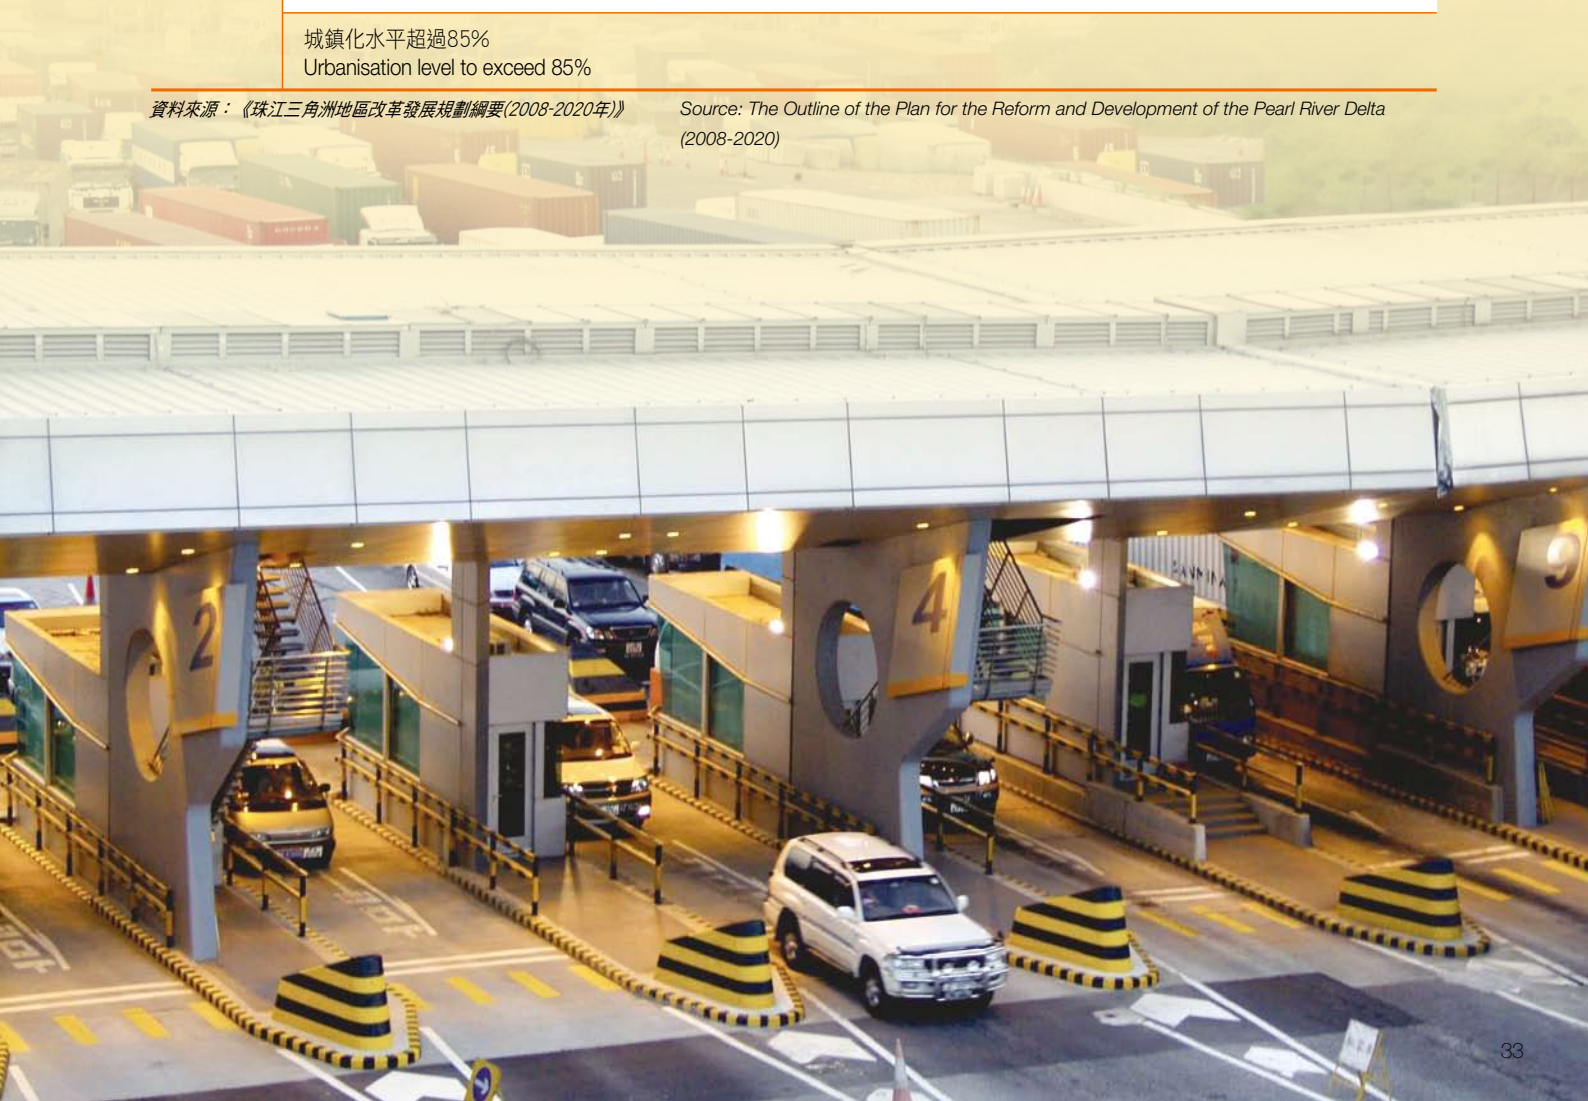 城鎮化水平超過85%
Urbanisation level to exceed 85%
資料來源：《珠江三角洲地區改革發展規劃綱要(2008-2020年)》
Source: The Outline of the Plan for the Reform and Development of the Pearl River Delta
(2008-2020)
2
4
9
33